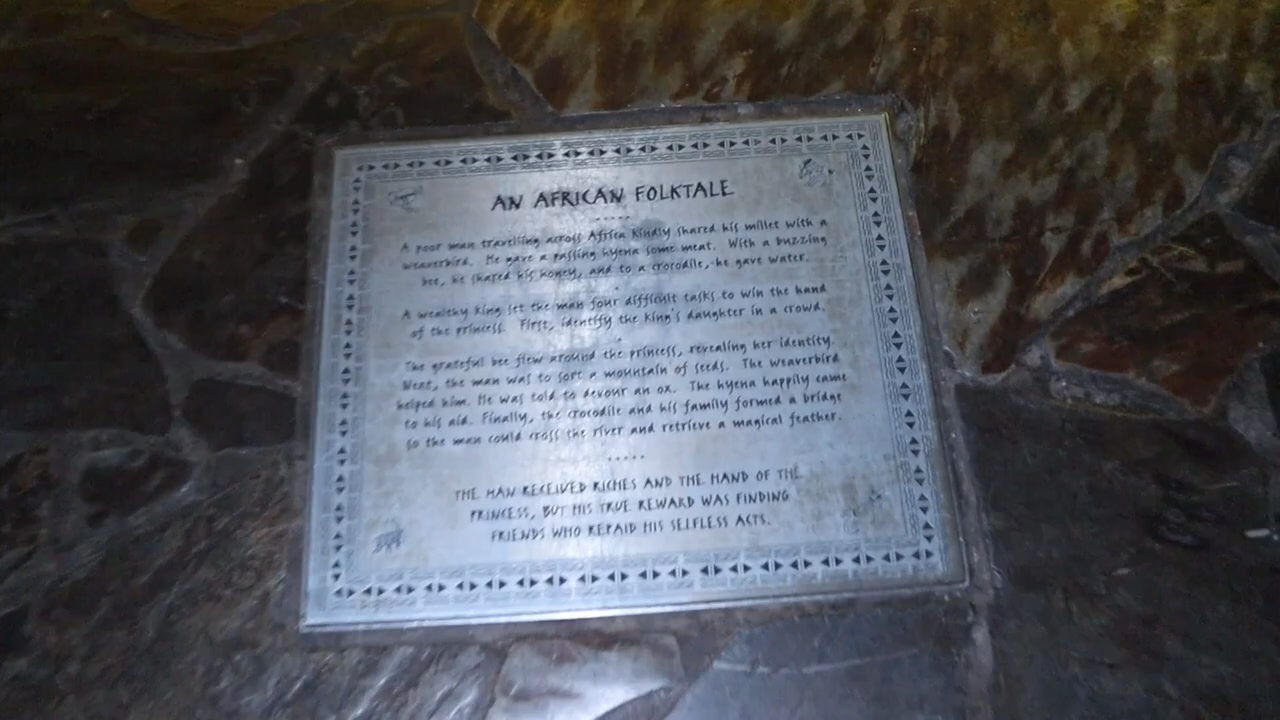 AN AFRICAN FOLKTALE
A poor man travelling across Africa kindly shared his millet with a
weaverbird. He gave a passing hyena some meat. With a buzzing
bee, he shared his honey, and to a crocodile, he gave water.
A wealthy king set the man four difficult tasks to win the hand
of the princess. First, identify the king's daughter in a crowd.
The grateful bee flew around the princess, revealing her identity.
Next, the man was to sort a mountain of seeds. The weaverbird
helped him. He was told to devour an ox. The hyena happily came
to his aid. Finally, the crocodile and his family formed a bridge
so the man could cross the river and retrieve a magical feather.
THE MAN RECEIVED RICHES AND THE HAND OF THE
PRINCESS, BUT HIS TRUE REWARD WAS FINDING
FRIENDS WHO REPAID HIS SELFLESS ACTS.